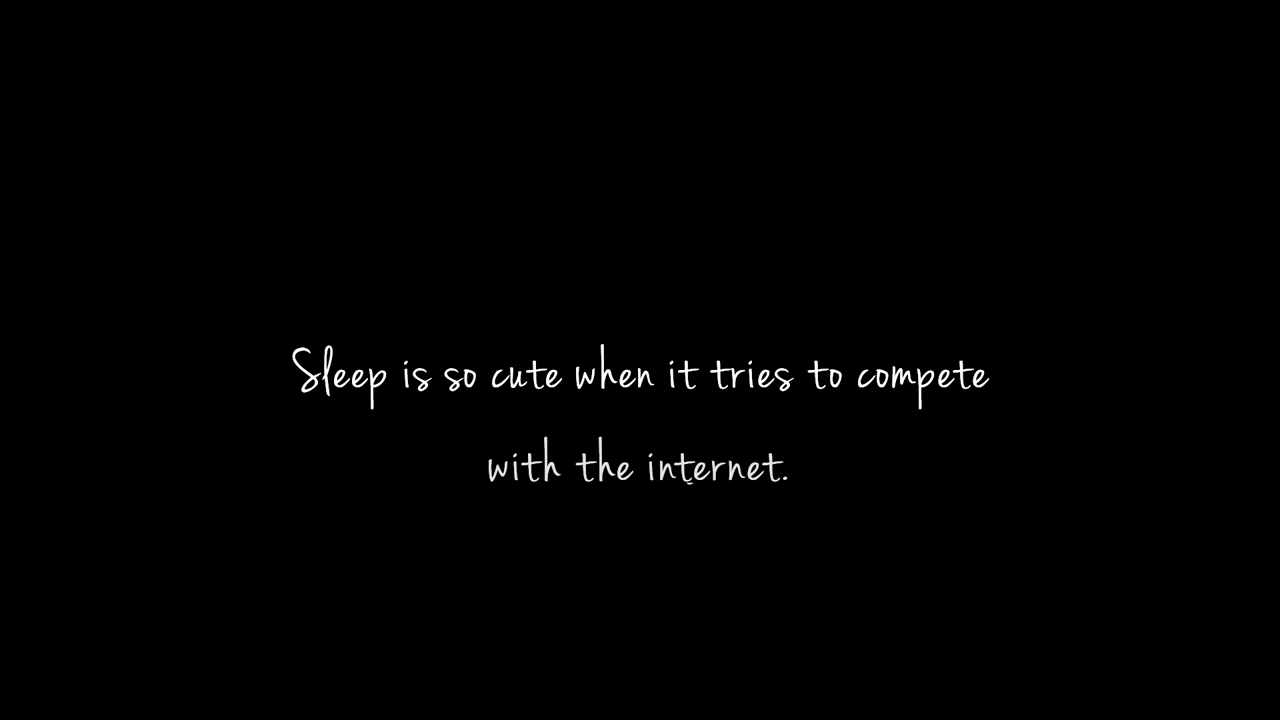 Sleep is so cute when it tries to compete
with the internet.